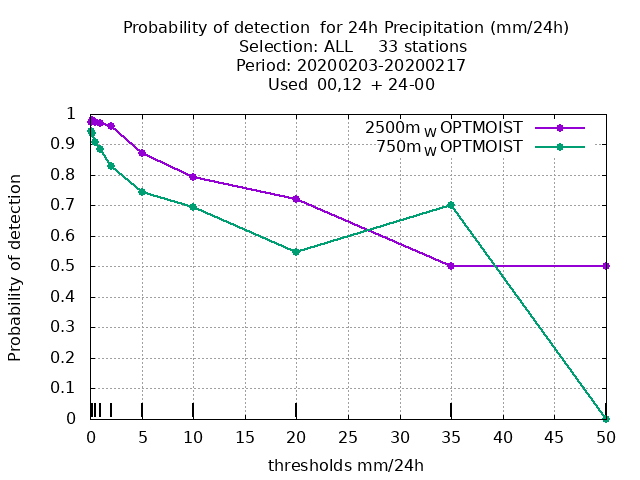 Probability of detection  for 24h Precipitation (mm/24h)
Selection: ALL     33 stations
Period: 20200203-20200217
Used  00,12  + 24-00
2500m W OPTMOIST
750m W OPTMOIST
Probability of detection
1
0.9
0.8
0.7
0.6
0.5
0.4
0.3
0.2
0.1
0
0 5 10 15 20 25 30 35 40 45 50
thresholds mm/24h